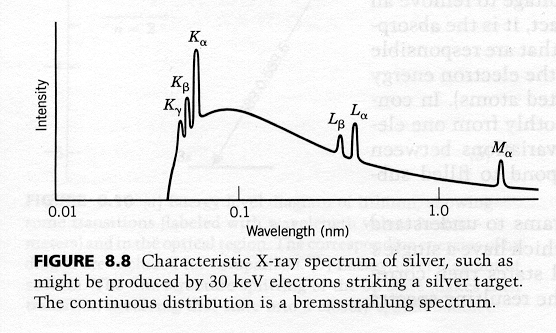 Kα
Kβ
Kγ
Lβ
Lα
Mα
Intensity
0.01 0.1 1.0
Wavelength (nm)
FIGURE 8.8 Characteristic X-ray spectrum of silver, such as
might be produced by 30 keV electrons striking a silver target.
The continuous distribution is a bremsstrahlung spectrum.